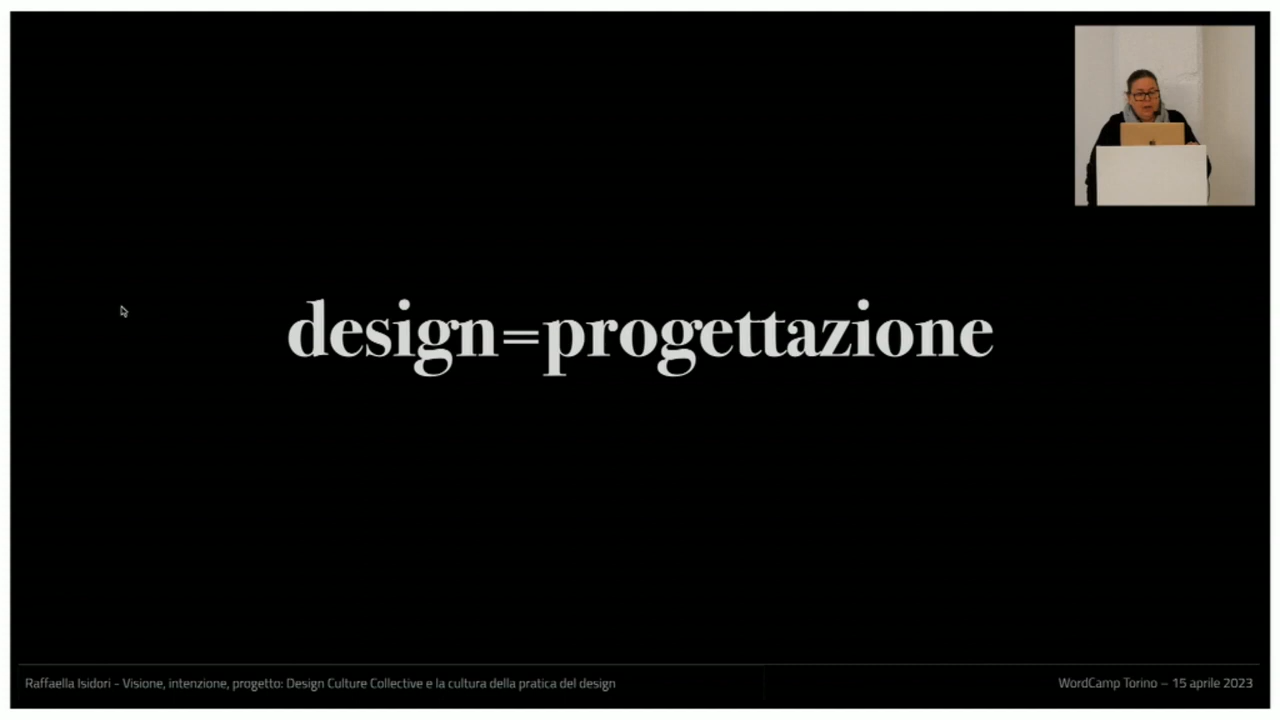 design=progettazione
Raffaella Isidori - Visione, intenzione, progetto: Design Culture Collective e la cultura della pratica del design
WordCamp Torino – 15 aprile 2023